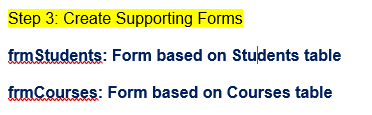 Step 3: Create Supporting Forms
frmStudents: Form based on Students table
frmCourses: Form based on Courses table